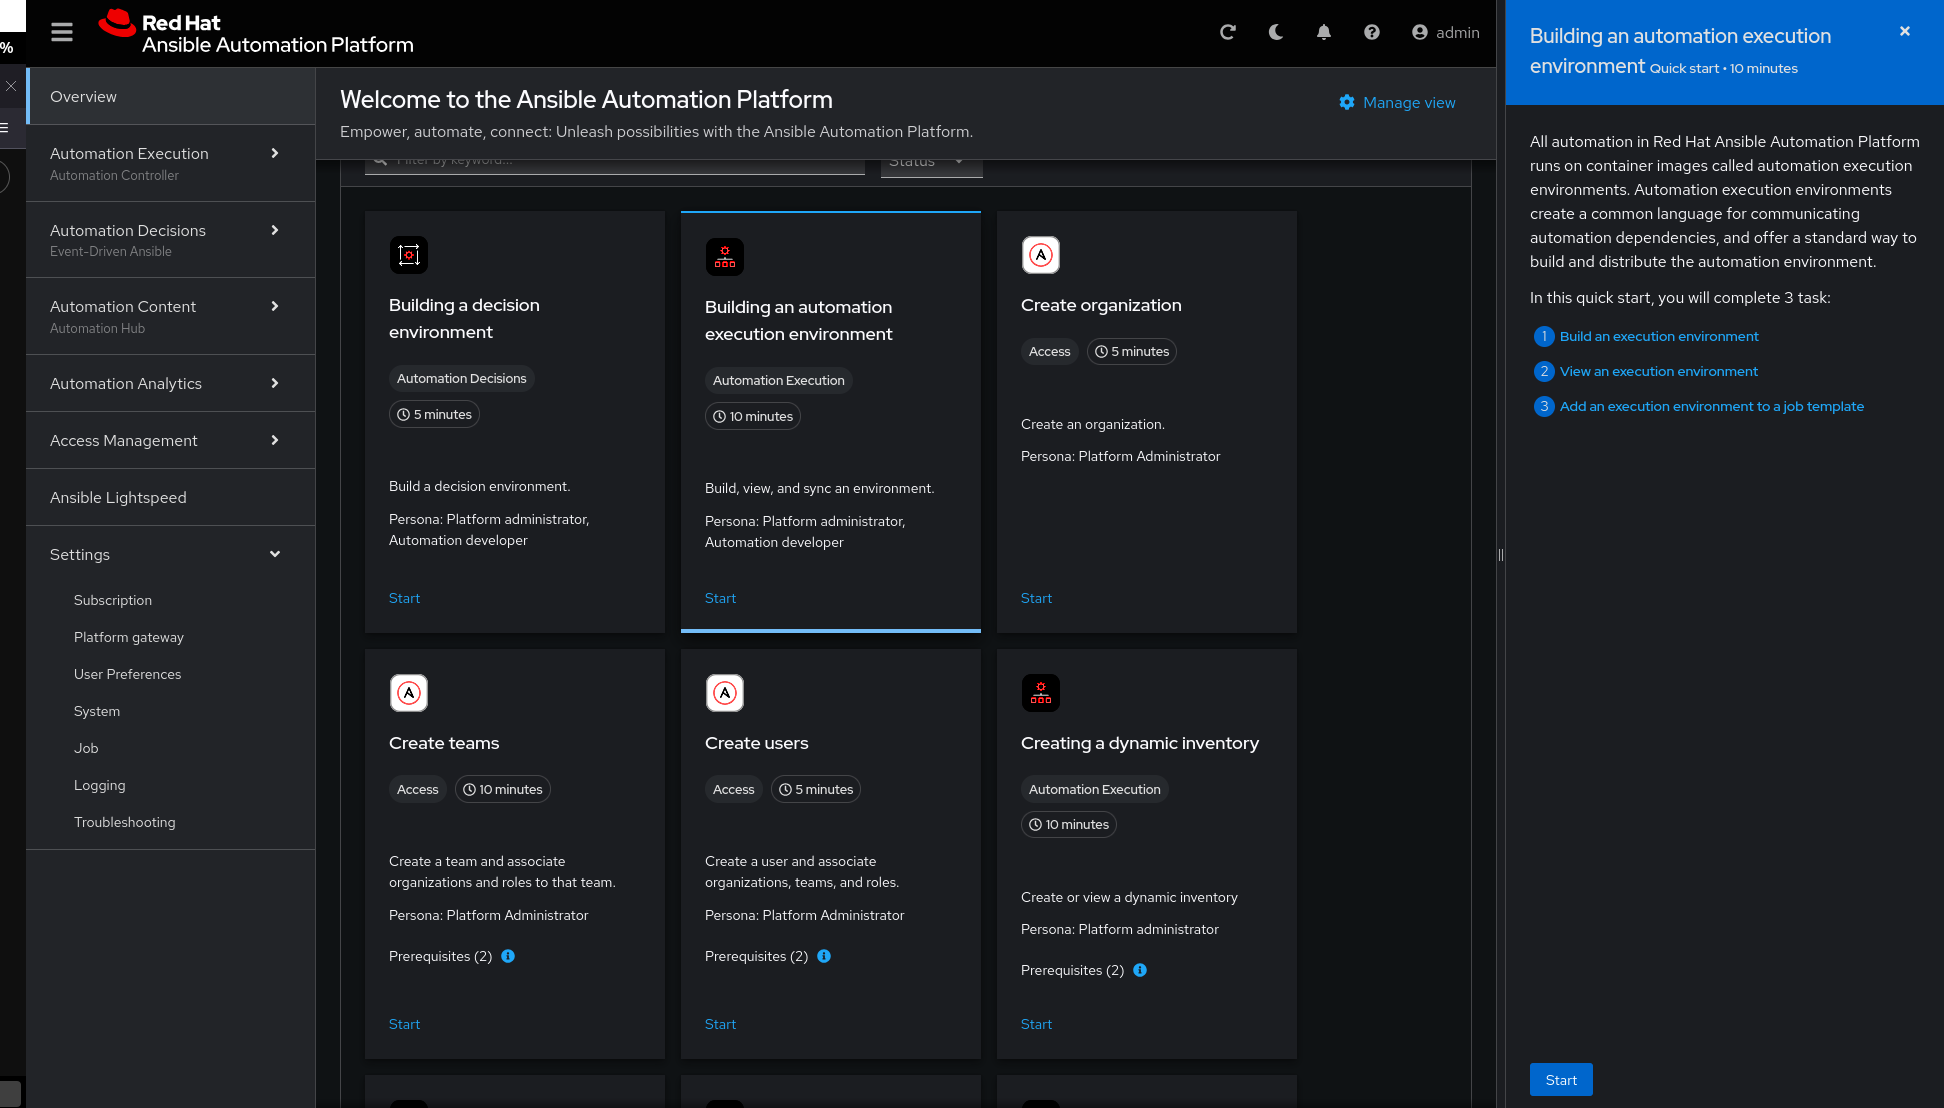 %
Red Hat
Ansible Automation Platform
admin
Overview
Automation Execution
Automation Controller
Automation Decisions
Event-Driven Ansible
Automation Content
Automation Hub
Automation Analytics
Access Management
Ansible Lightspeed
Settings
Subscription
Platform gateway
User Preferences
System
Job
Logging
Troubleshooting
Welcome to the Ansible Automation Platform
Empower, automate, connect: Unleash possibilities with the Ansible Automation Platform.
Manage view
Filter by keyword...
Status
Building a decision
environment
Automation Decisions
5 minutes
Build a decision environment.
Persona: Platform administrator,
Automation developer
Start
Building an automation
execution environment
Automation Execution
10 minutes
Build, view, and sync an environment.
Persona: Platform administrator,
Automation developer
Start
Create organization
Access 5 minutes
Create an organization.
Persona: Platform Administrator
Start
Create teams
Access 10 minutes
Create a team and associate
organizations and roles to that team.
Persona: Platform Administrator
Prerequisites (2)
Start
Create users
Access 5 minutes
Create a user and associate
organizations, teams, and roles.
Persona: Platform Administrator
Prerequisites (2)
Start
Creating a dynamic inventory
Automation Execution
10 minutes
Create or view a dynamic inventory
Persona: Platform administrator
Prerequisites (2)
Start
Building an automation execution
environment Quick start • 10 minutes
All automation in Red Hat Ansible Automation Platform
runs on container images called automation execution
environments. Automation execution environments
create a common language for communicating
automation dependencies, and offer a standard way to
build and distribute the automation environment.
In this quick start, you will complete 3 task:
1 Build an execution environment
2 View an execution environment
3 Add an execution environment to a job template
Start